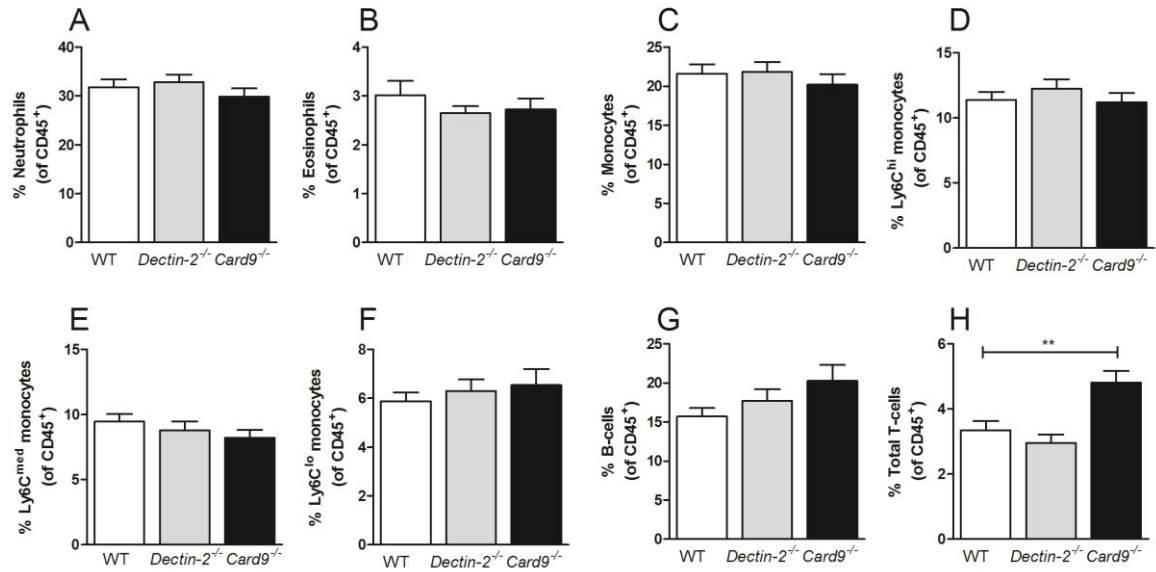 A
% Neutrophils
(of CD45⁺)
40
30
20
10
0
WT Dectin-2⁻/⁻ Card9⁻/⁻
B
% Eosinophils
(of CD45⁺)
4
3
2
1
0
WT Dectin-2⁻/⁻ Card9⁻/⁻
C
% Monocytes
(of CD45⁺)
25
20
15
10
5
0
WT Dectin-2⁻/⁻ Card9⁻/⁻
D
% Ly6Cʰⁱ monocytes
(of CD45⁺)
15
10
5
0
WT Dectin-2⁻/⁻ Card9⁻/⁻
E
% Ly6Cᵐᵉᵈ monocytes
(of CD45⁺)
15
10
5
0
WT Dectin-2⁻/⁻ Card9⁻/⁻
F
% Ly6Cˡᵒ monocytes
(of CD45⁺)
8
6
4
2
0
WT Dectin-2⁻/⁻ Card9⁻/⁻
G
% B-cells
(of CD45⁺)
25
20
15
10
5
0
WT Dectin-2⁻/⁻ Card9⁻/⁻
H
% Total T-cells
(of CD45⁺)
6
4
2
0
**
WT Dectin-2⁻/⁻ Card9⁻/⁻